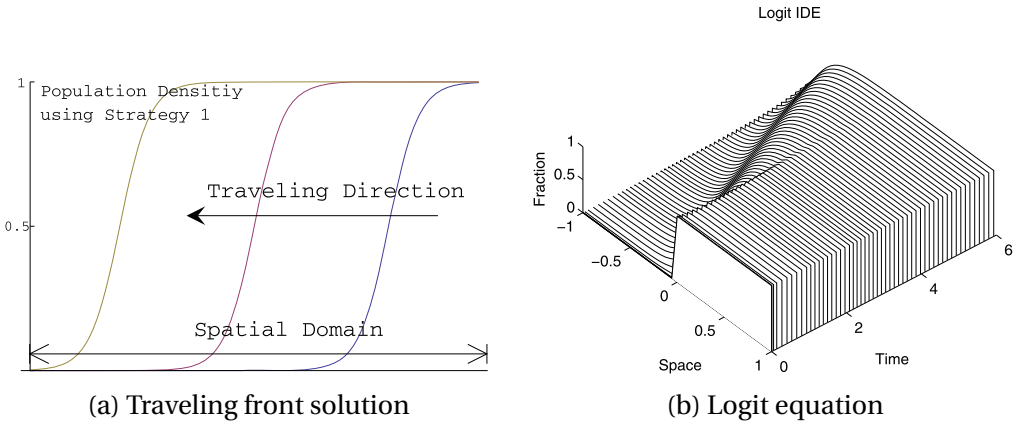 Logit IDE
1
Population Densitiy
using Strategy 1
Traveling Direction
0.5
Spatial Domain
1
0.5
0
Fraction
−1
−0.5
0
0.5
1
Space
0
2
4
6
Time
(a) Traveling front solution
(b) Logit equation